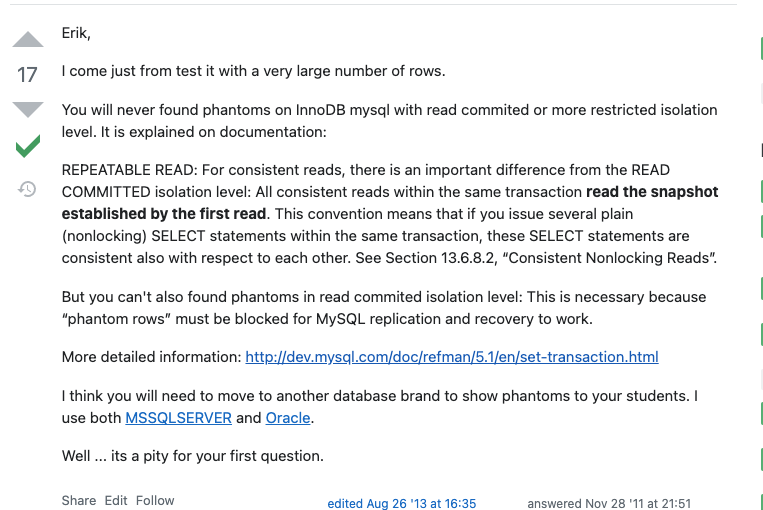 Erik,
17
I come just from test it with a very large number of rows.
You will never found phantoms on InnoDB mysql with read commited or more restricted isolation
level. It is explained on documentation:
REPEATABLE READ: For consistent reads, there is an important difference from the READ
COMMITTED isolation level: All consistent reads within the same transaction read the snapshot
established by the first read. This convention means that if you issue several plain
(nonlocking) SELECT statements within the same transaction, these SELECT statements are
consistent also with respect to each other. See Section 13.6.8.2, “Consistent Nonlocking Reads”.
But you can't also found phantoms in read commited isolation level: This is necessary because
“phantom rows” must be blocked for MySQL replication and recovery to work.
More detailed information: http://dev.mysql.com/doc/refman/5.1/en/set-transaction.html
I think you will need to move to another database brand to show phantoms to your students. I
use both MSSQLSERVER and Oracle.
Well ... its a pity for your first question.
Share Edit Follow
edited Aug 26 '13 at 16:35
answered Nov 28 '11 at 21:51